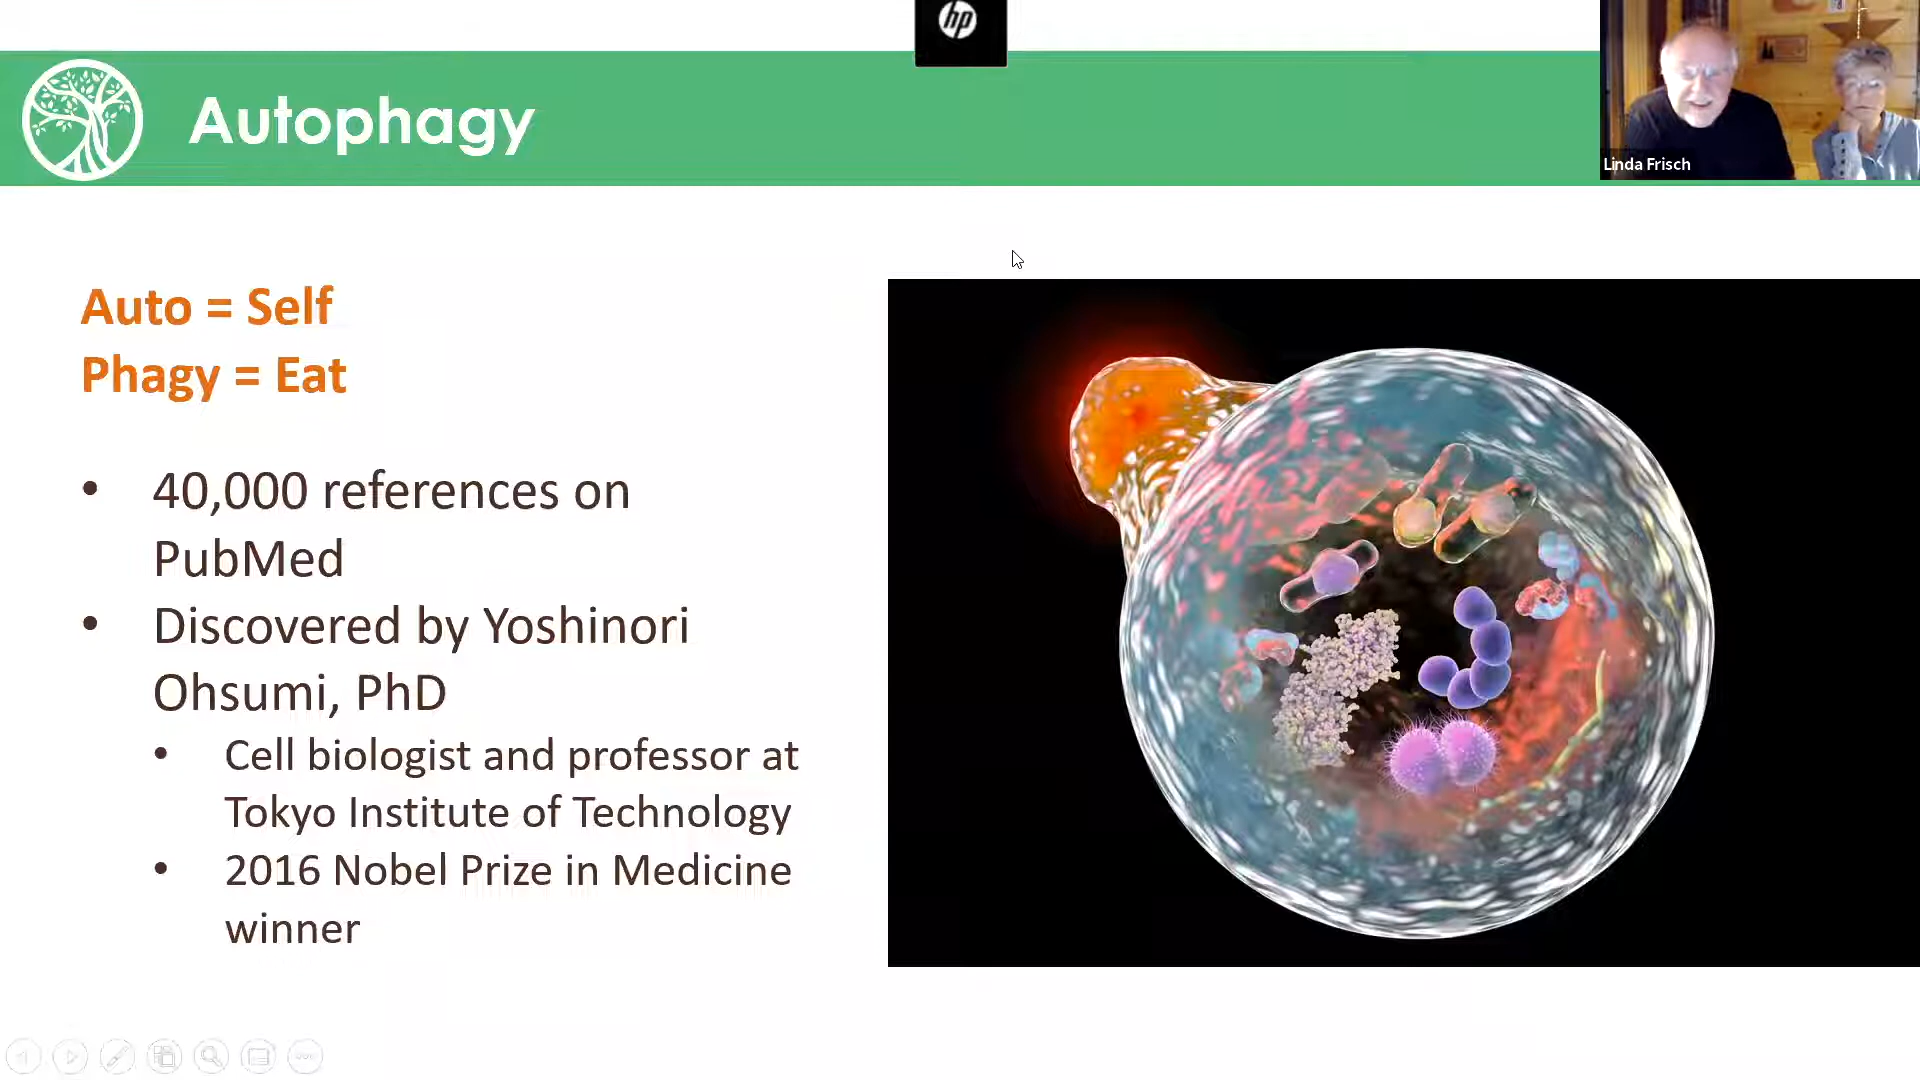 hp
Autophagy
Linda Frisch
Auto = Self
Phagy = Eat
• 40,000 references on
PubMed
• Discovered by Yoshinori
Ohsumi, PhD
• Cell biologist and professor at
Tokyo Institute of Technology
• 2016 Nobel Prize in Medicine
winner